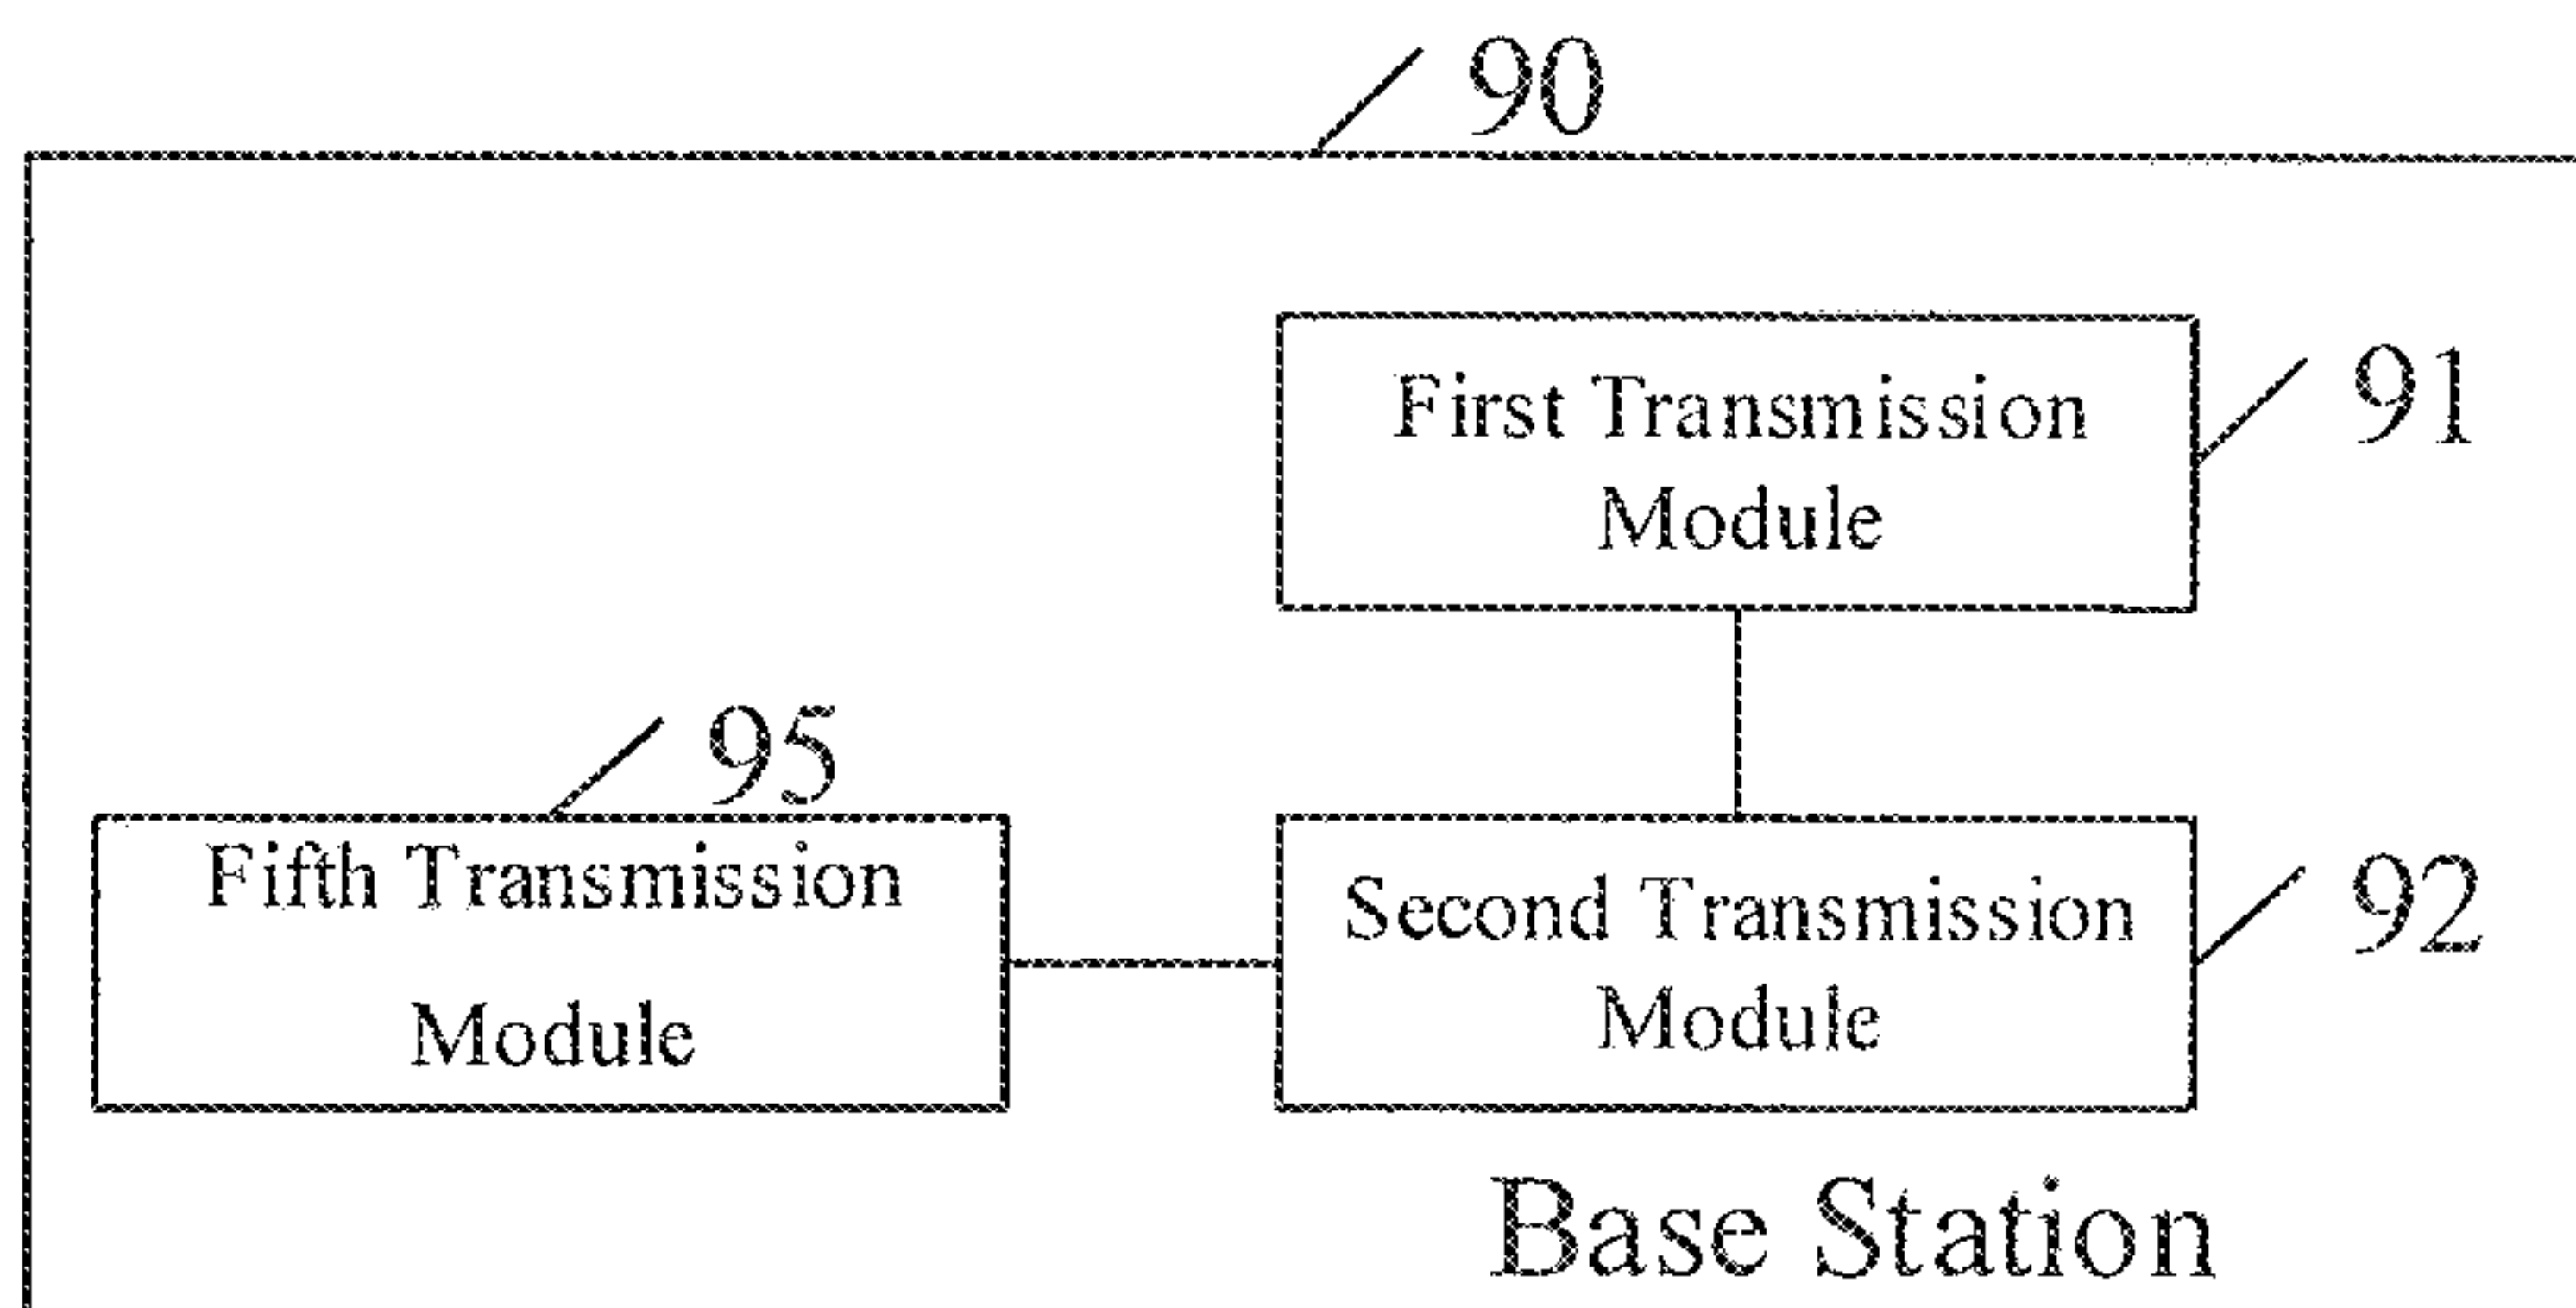 90
First Transmission
Module
91
95
Fifth Transmission
Module
Second Transmission
Module
92
Base Station